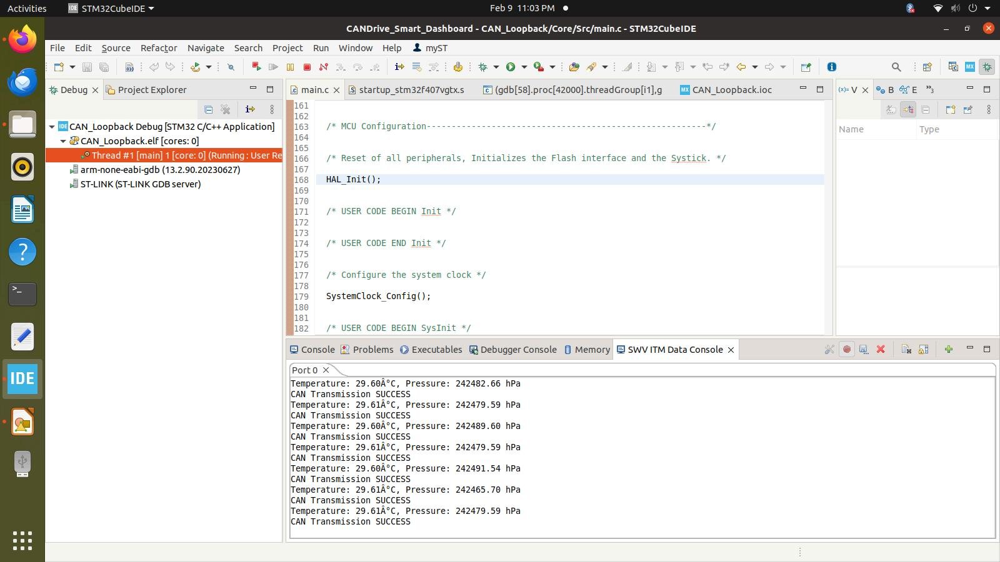 Activities STM32CubeIDE Feb 9 11:03 PM
CANDrive_Smart_Dashboard - CAN_Loopback/Core/Src/main.c - STM32CubeIDE
File Edit Source Refactor Navigate Search Project Run Window Help myST
Debug Project Explorer
IDE CAN_Loopback Debug [STM32 C/C++ Application]
CAN_Loopback.elf [cores: 0]
Thread #1 [main] 1 [core: 0] (Running : User Re
arm-none-eabi-gdb (13.2.90.20230627)
ST-LINK (ST-LINK GDB server)
main.c startup_stm32f407vgtx.s (gdb[58].proc[42000].threadGroup[i1],g MX CAN_Loopback.ioc
161
162
163 /* MCU Configuration--------------------------------------------------------*/
164
165
166 /* Reset of all peripherals, Initializes the Flash interface and the Systick. */
167
168 HAL_Init();
169
170
171 /* USER CODE BEGIN Init */
172
173
174 /* USER CODE END Init */
175
176
177 /* Configure the system clock */
178
179 SystemClock_Config();
180
181
182 /* USER CODE BEGIN SysInit */
(x)= V B E »3
Name Type
Console Problems Executables Debugger Console Memory SWV ITM Data Console
Port 0
Temperature: 29.60Â°C, Pressure: 242482.66 hPa
CAN Transmission SUCCESS
Temperature: 29.61Â°C, Pressure: 242479.59 hPa
CAN Transmission SUCCESS
Temperature: 29.60Â°C, Pressure: 242489.60 hPa
CAN Transmission SUCCESS
Temperature: 29.61Â°C, Pressure: 242479.59 hPa
CAN Transmission SUCCESS
Temperature: 29.60Â°C, Pressure: 242491.54 hPa
CAN Transmission SUCCESS
Temperature: 29.61Â°C, Pressure: 242465.70 hPa
CAN Transmission SUCCESS
Temperature: 29.61Â°C, Pressure: 242479.59 hPa
CAN Transmission SUCCESS
IDE